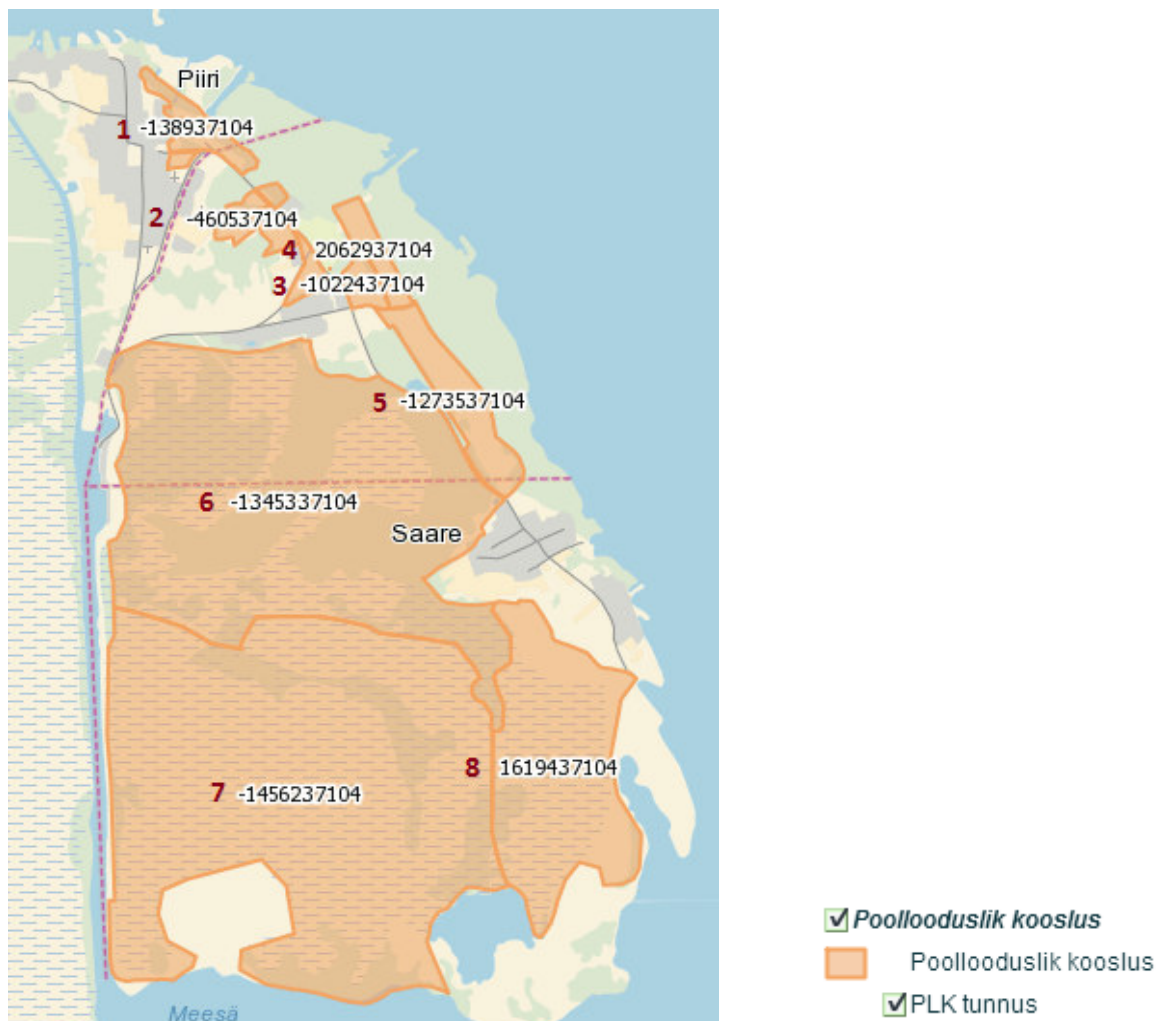 Piiri
1 -138937104
2 -460537104
4 2062937104
3 -1022437104
5 -1273537104
6 -1345337104
Saare
8 1619437104
7 -1456237104
Meesä
Poollooduslik kooslus
Poollooduslik kooslus
PLK tunnus